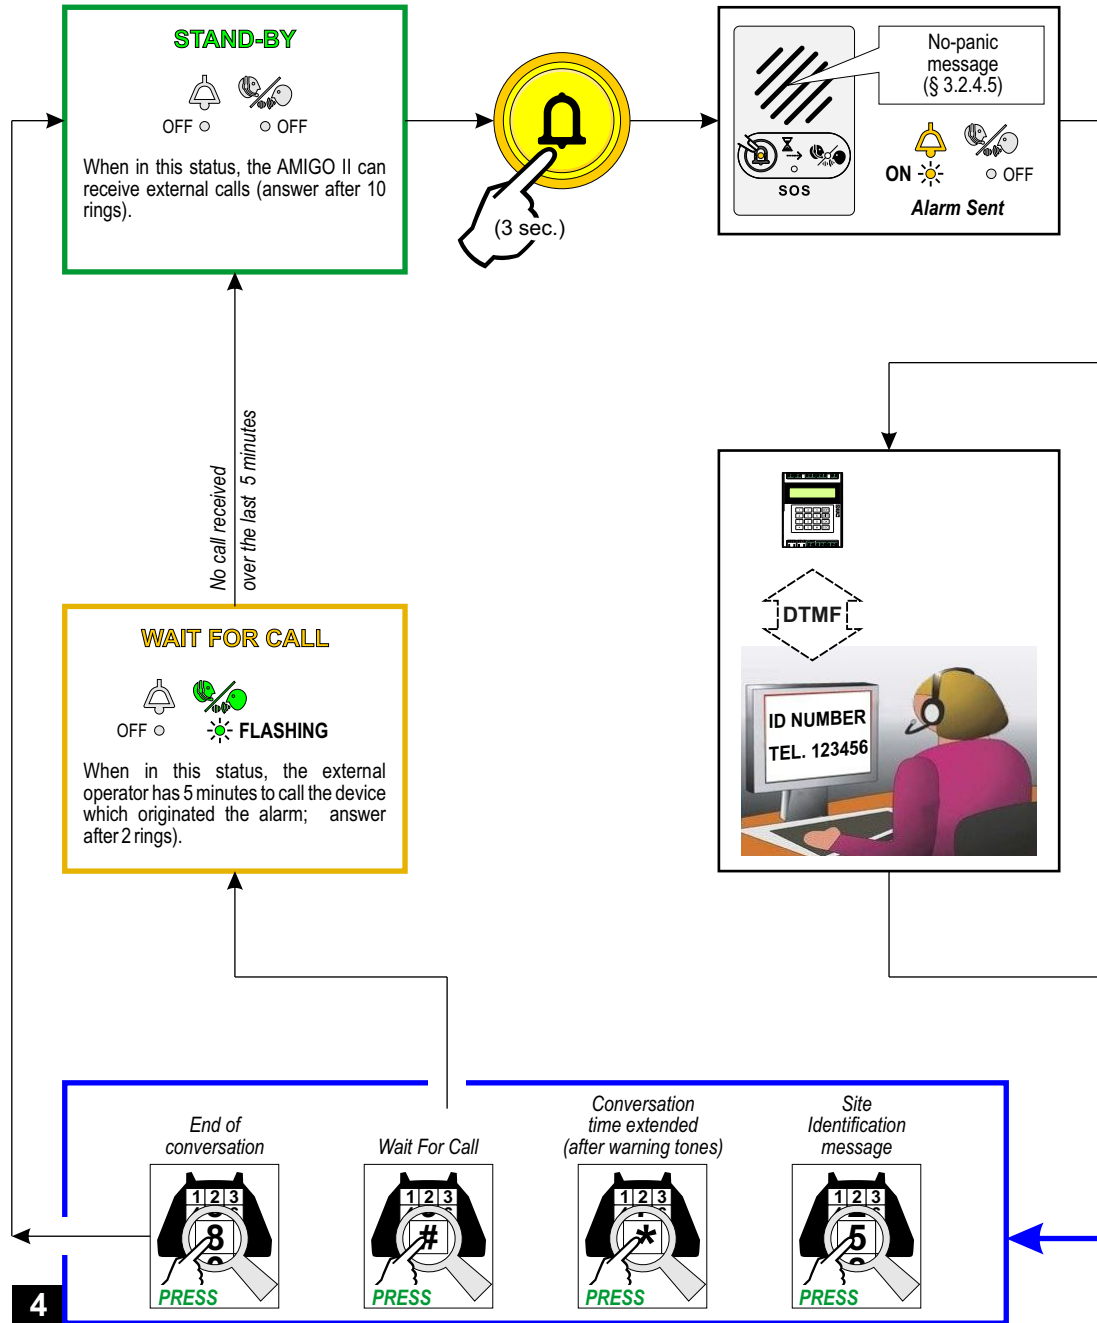 STAND-BY
OFF
OFF
When in this status, the AMIGO II can
receive external calls (answer after 10
rings).
(3 sec.)
No-panic
message
(§ 3.2.4.5)
SOS
ON
OFF
Alarm Sent
No call received
over the last 5 minutes
WAIT FOR CALL
OFF
FLASHING
When in this status, the external
operator has 5 minutes to call the device
which originated the alarm; answer
after 2 rings).
DTMF
ID NUMBER
TEL. 123456
End of
conversation
1 2 3
8
PRESS
Wait For Call
1 2 3
#
PRESS
Conversation
time extended
(after warning tones)
1 2 3
*
PRESS
Site
Identification
message
1 2 3
5
PRESS
4